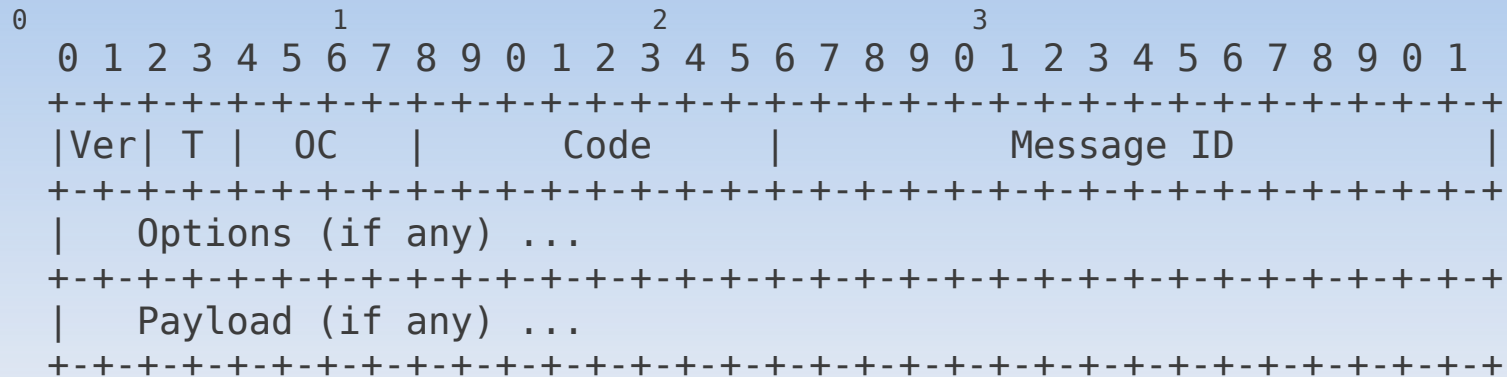 0                   1                   2                   3
 0 1 2 3 4 5 6 7 8 9 0 1 2 3 4 5 6 7 8 9 0 1 2 3 4 5 6 7 8 9 0 1
+-+-+-+-+-+-+-+-+-+-+-+-+-+-+-+-+-+-+-+-+-+-+-+-+-+-+-+-+-+-+-+-+
|Ver| T |  OC   |      Code     |          Message ID           |
+-+-+-+-+-+-+-+-+-+-+-+-+-+-+-+-+-+-+-+-+-+-+-+-+-+-+-+-+-+-+-+-+
|   Options (if any) ...
+-+-+-+-+-+-+-+-+-+-+-+-+-+-+-+-+-+-+-+-+-+-+-+-+-+-+-+-+-+-+-+-+
|   Payload (if any) ...
+-+-+-+-+-+-+-+-+-+-+-+-+-+-+-+-+-+-+-+-+-+-+-+-+-+-+-+-+-+-+-+-+